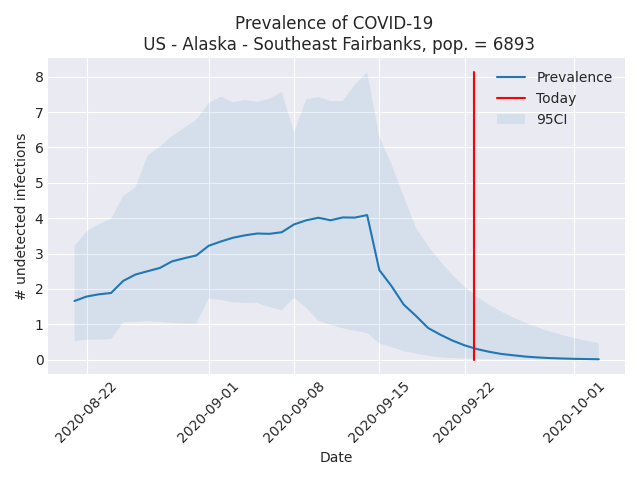 Prevalence of COVID-19
US - Alaska - Southeast Fairbanks, pop. = 6893
8
7
6
5
4
3
2
1
0
# undetected infections
Prevalence
Today
95CI
2020-08-22
2020-09-01
2020-09-08
2020-09-15
2020-09-22
2020-10-01
Date